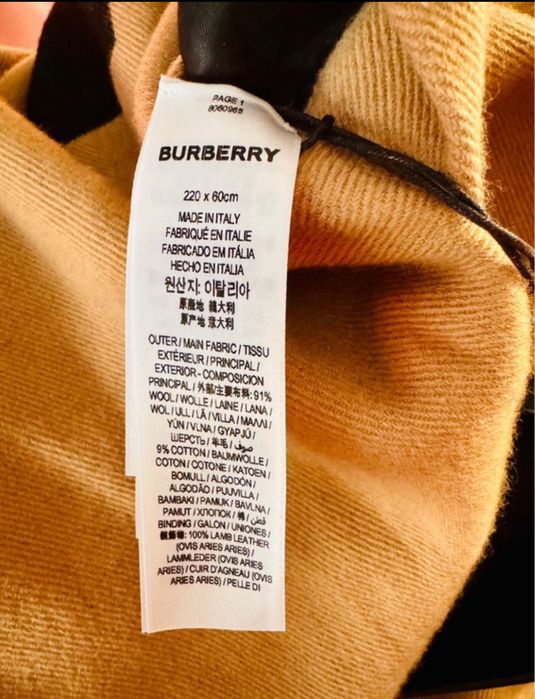 PAGE 1
8060965
BURBERRY
220 x 60cm
MADE IN ITALY
FABRIQUÉ EN ITALIE
FABRICADO EM ITÁLIA
HECHO EN ITALIA
원산지: 이탈리아
原產地 義大利
原产地 意大利
OUTER / MAIN FABRIC / TISSU
EXTÉRIEUR / PRINCIPAL /
EXTERIOR - COMPOSICION
PRINCIPAL / 外部/主要布料: 91%
WOOL / WOLLE / LAINE / LANA /
WOL / ULL / LÃ / VILLA / ΜΑΛΛΙ /
YÜN / VLNA / GYAPJÚ /
ШЕРСТЬ / 羊毛 / صوف /
9% COTTON / BAUMWOLLE /
COTON / COTONE / KATOEN /
BOMULL / ALGODÓN /
ALGODÃO / PUUVILLA /
BAMBAKI / PAMUK / BAVLNA /
PAMUT / ХЛОПОК / 棉 / قطن /
BINDING / GALON / UNIONES /
100% LAMB LEATHER
(OVIS ARIES ARIES) /
LAMMLEDER (OVIS ARIES
ARIES) / CUIR D'AGNEAU (OVIS
ARIES ARIES) / PELLE DI